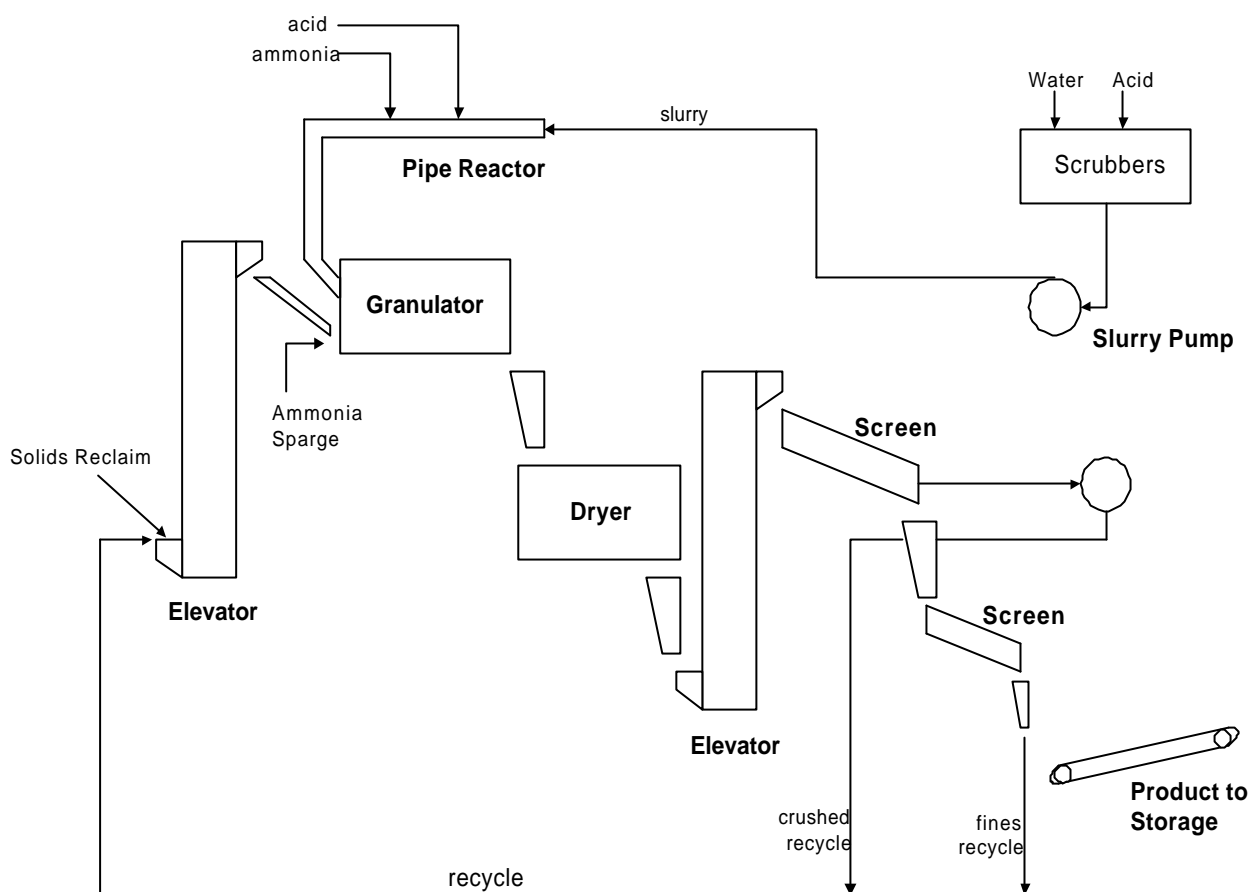 acid
ammonia
slurry
Water Acid
Pipe Reactor
Scrubbers
Granulator
Slurry Pump
Ammonia
Sparge
Screen
Solids Reclaim
Dryer
Elevator
Screen
Elevator
Product to
Storage
crushed
recycle
fines
recycle
recycle